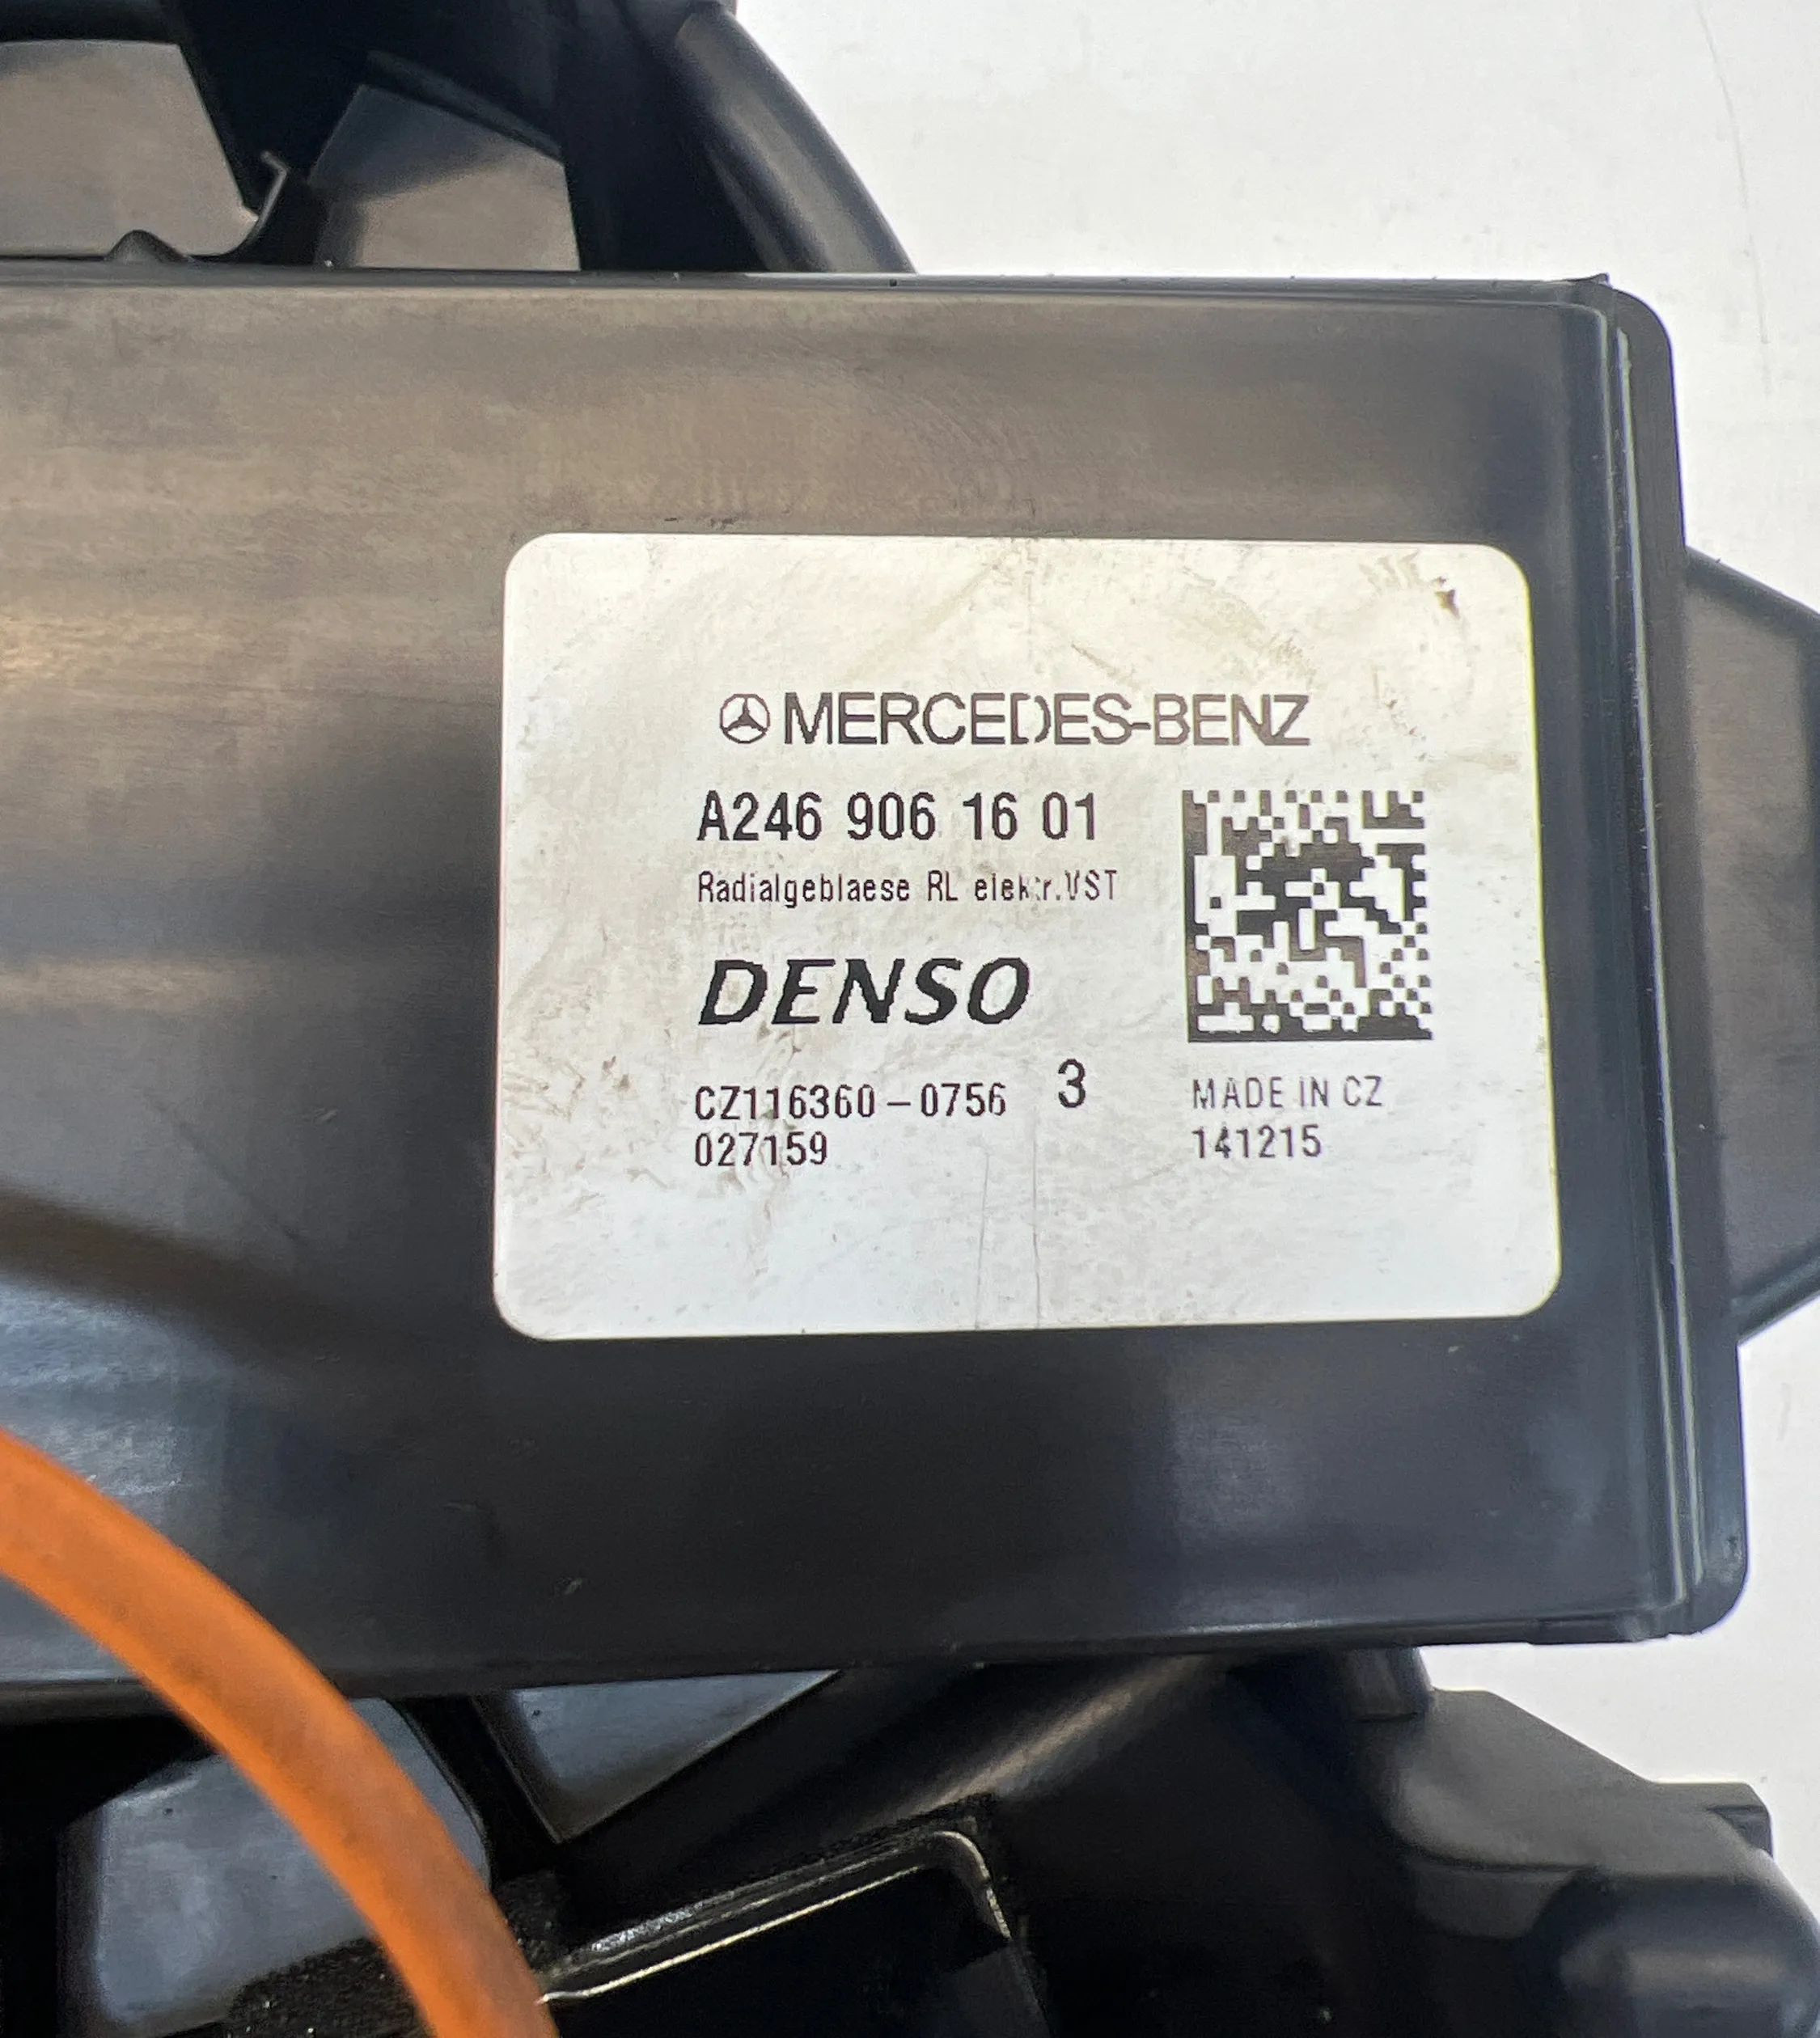 MERCEDES-BENZ
A246 906 16 01
Radialgeblaese RL elektr.VST
DENSO
CZ116360-0756 3
027159
MADE IN CZ
141215